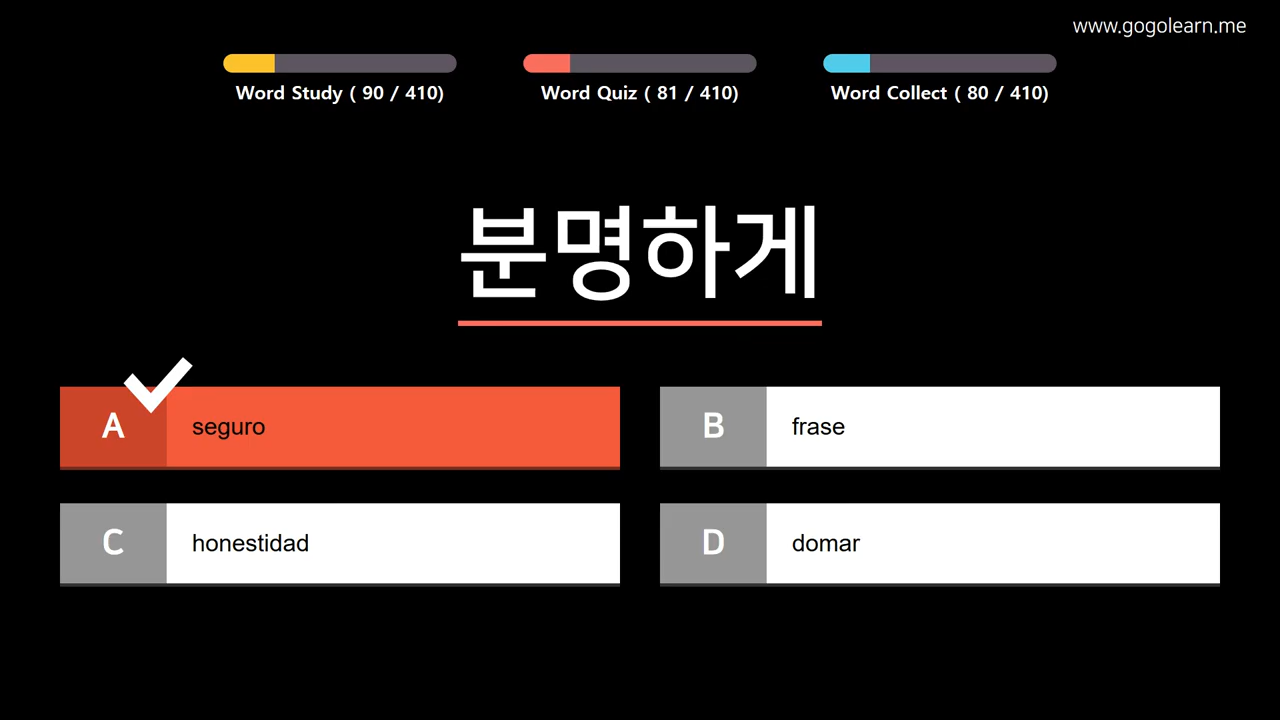 www.gogolearn.me
Word Study ( 90 / 410)
Word Quiz ( 81 / 410)
Word Collect ( 80 / 410)
분명하게
A seguro
B frase
C honestidad
D domar